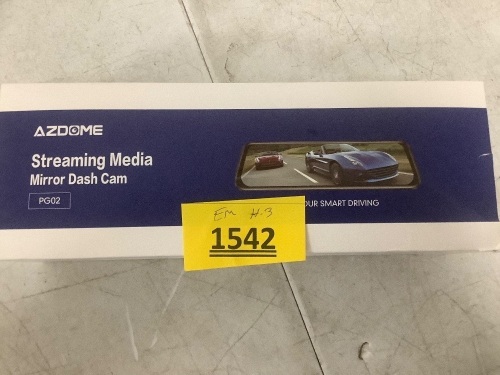 AZDOME
Streaming Media
Mirror Dash Cam
PG02
OUR SMART DRIVING
EM H.3
1542